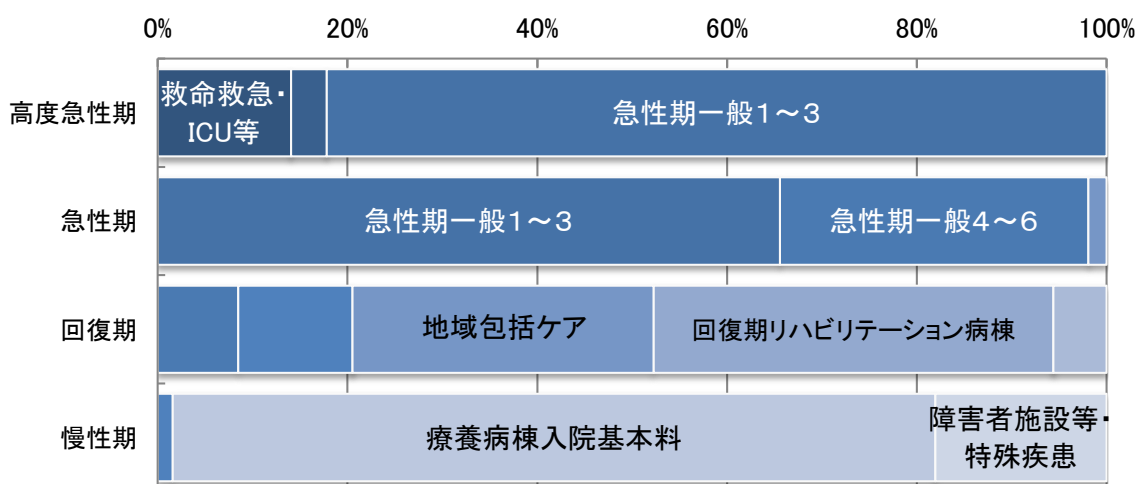 0% 20% 40% 60% 80% 100%
高度急性期
救命救急・
ICU等
急性期一般１～３
急性期
急性期一般１～３
急性期一般４～６
回復期
地域包括ケア
回復期リハビリテーション病棟
慢性期
療養病棟入院基本料
障害者施設等・
特殊疾患